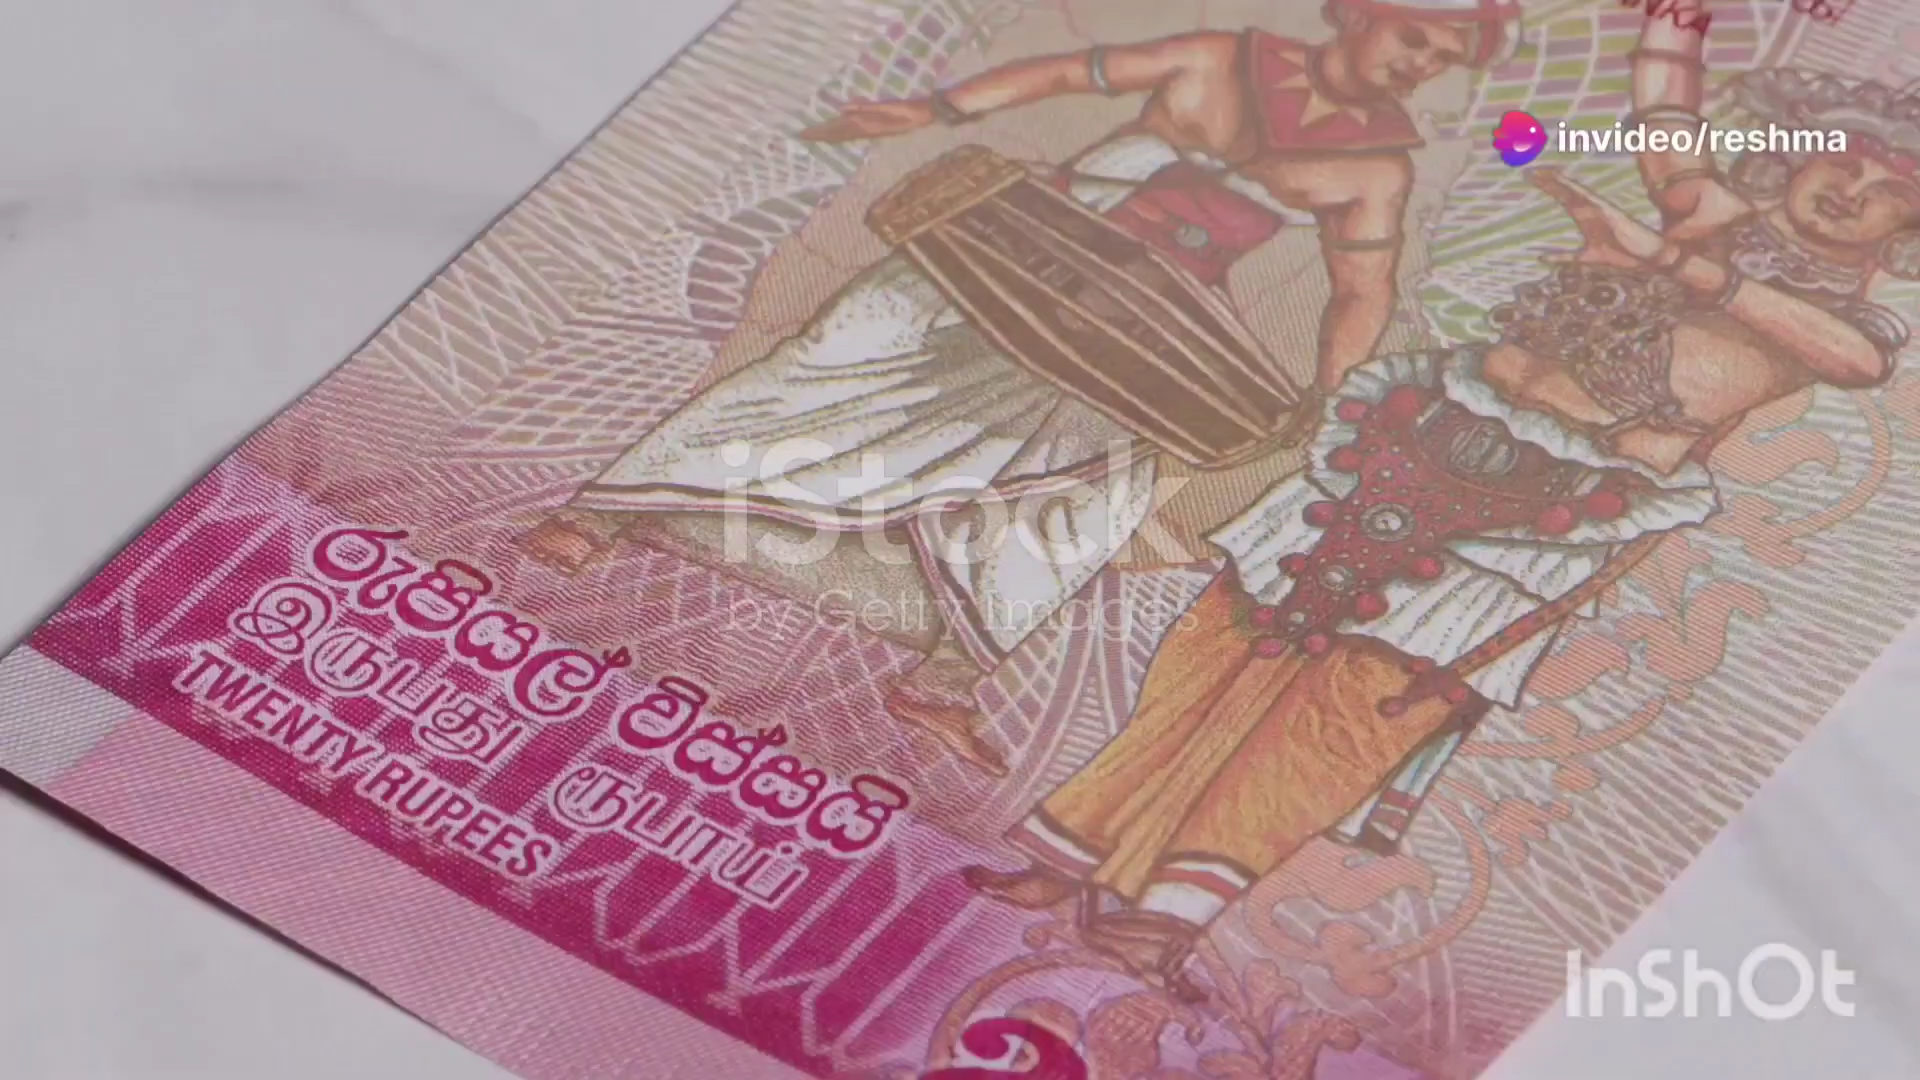 invideo/reshma
iStock
by Getty Images
රුපියල් විස්සයි
இருபது ரூபாய்
TWENTY RUPEES
InShOt